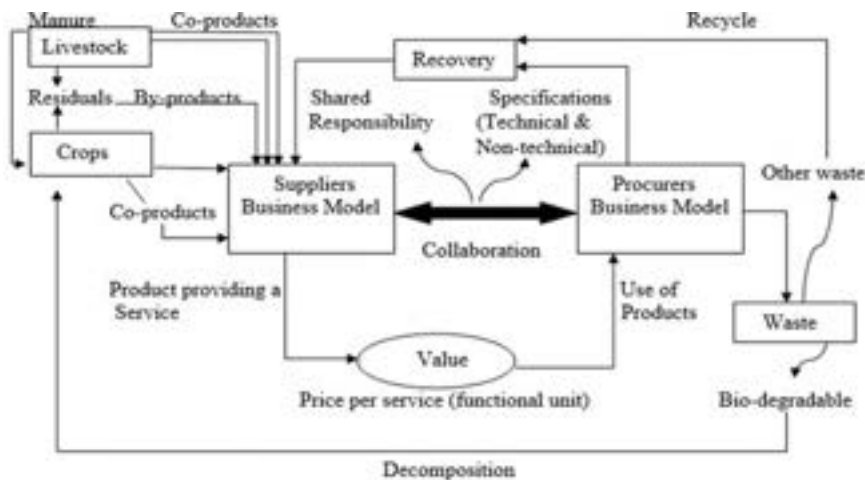 Manure
Co-products
Recycle
Livestock
Recovery
Residuals
By-products
Shared
Responsibility
Specifications
(Technical &
Non-technical)
Crops
Suppliers
Business Model
Procurers
Business Model
Other waste
Co-products
Collaboration
Product providing a
Service
Use of
Products
Waste
Value
Price per service (functional unit)
Bio-degradable
Decomposition